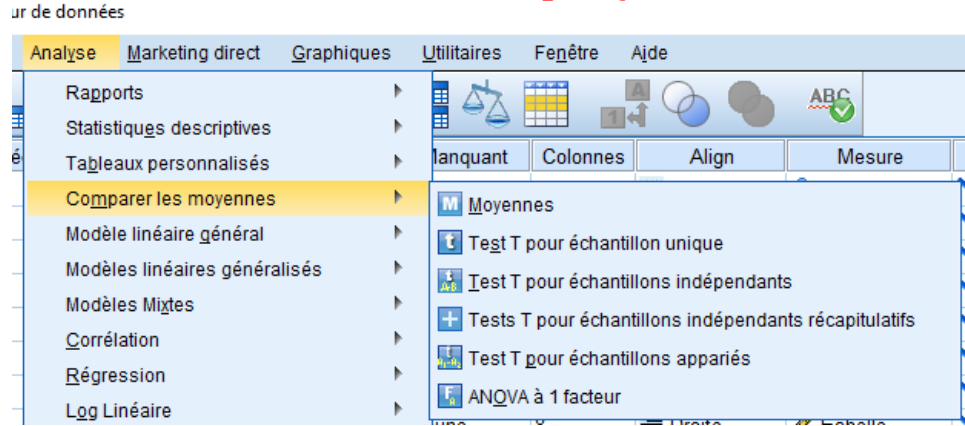 ur de données
Analyse Marketing direct Graphiques Utilitaires Fenêtre Aide
Rapports
Statistiques descriptives
Tableaux personnalisés
Comparer les moyennes
Modèle linéaire général
Modèles linéaires généralisés
Modèles Mixtes
Corrélation
Régression
Log Linéaire
A
1
ABC
Manquant Colonnes Align Mesure
M Moyennes
t Test T pour échantillon unique
Test T pour échantillons indépendants
Tests T pour échantillons indépendants récapitulatifs
Test T pour échantillons appariés
ANOVA à 1 facteur